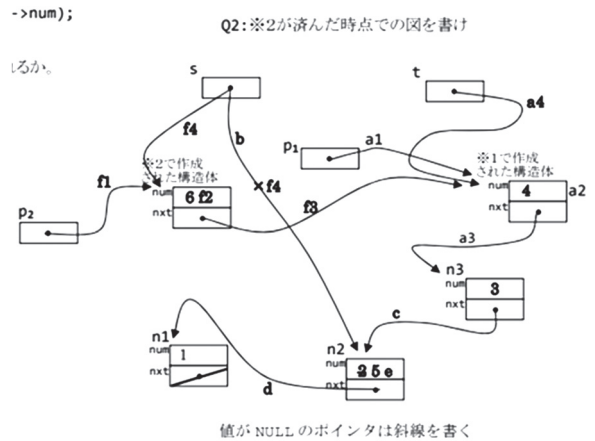 ->num);
Q2:※2が済んだ時点での図を書け
るか。
s
t
f4
b
a4
p1
a1
※2で作成
された構造体
※1で作成
された構造体
f1
num
6 f2
f4
num
4
a2
p2
nxt
f3
nxt
a3
n3
num
3
nxt
c
n1
num
1
nxt
n2
num
2 5 e
nxt
d
値が NULL のポインタは斜線を書く